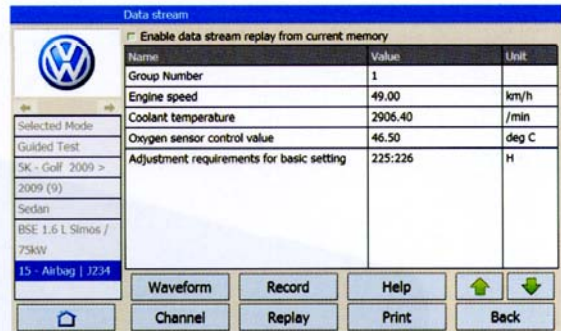 Data stream
Enable data stream replay from current memory
Name Value Unit
Group Number 1
Engine speed 49.00 km/h
Coolant temperature 2906.40 /min
Oxygen sensor control value 46.50 deg C
Adjustment requirements for basic setting 225:226 H
Selected Mode
Guided Test
5K - Golf 2009 >
2009 (9)
Sedan
BSE 1.6 L Simos /
75kW
15 - Airbag | J234
Waveform Record Help
Channel Replay Print Back